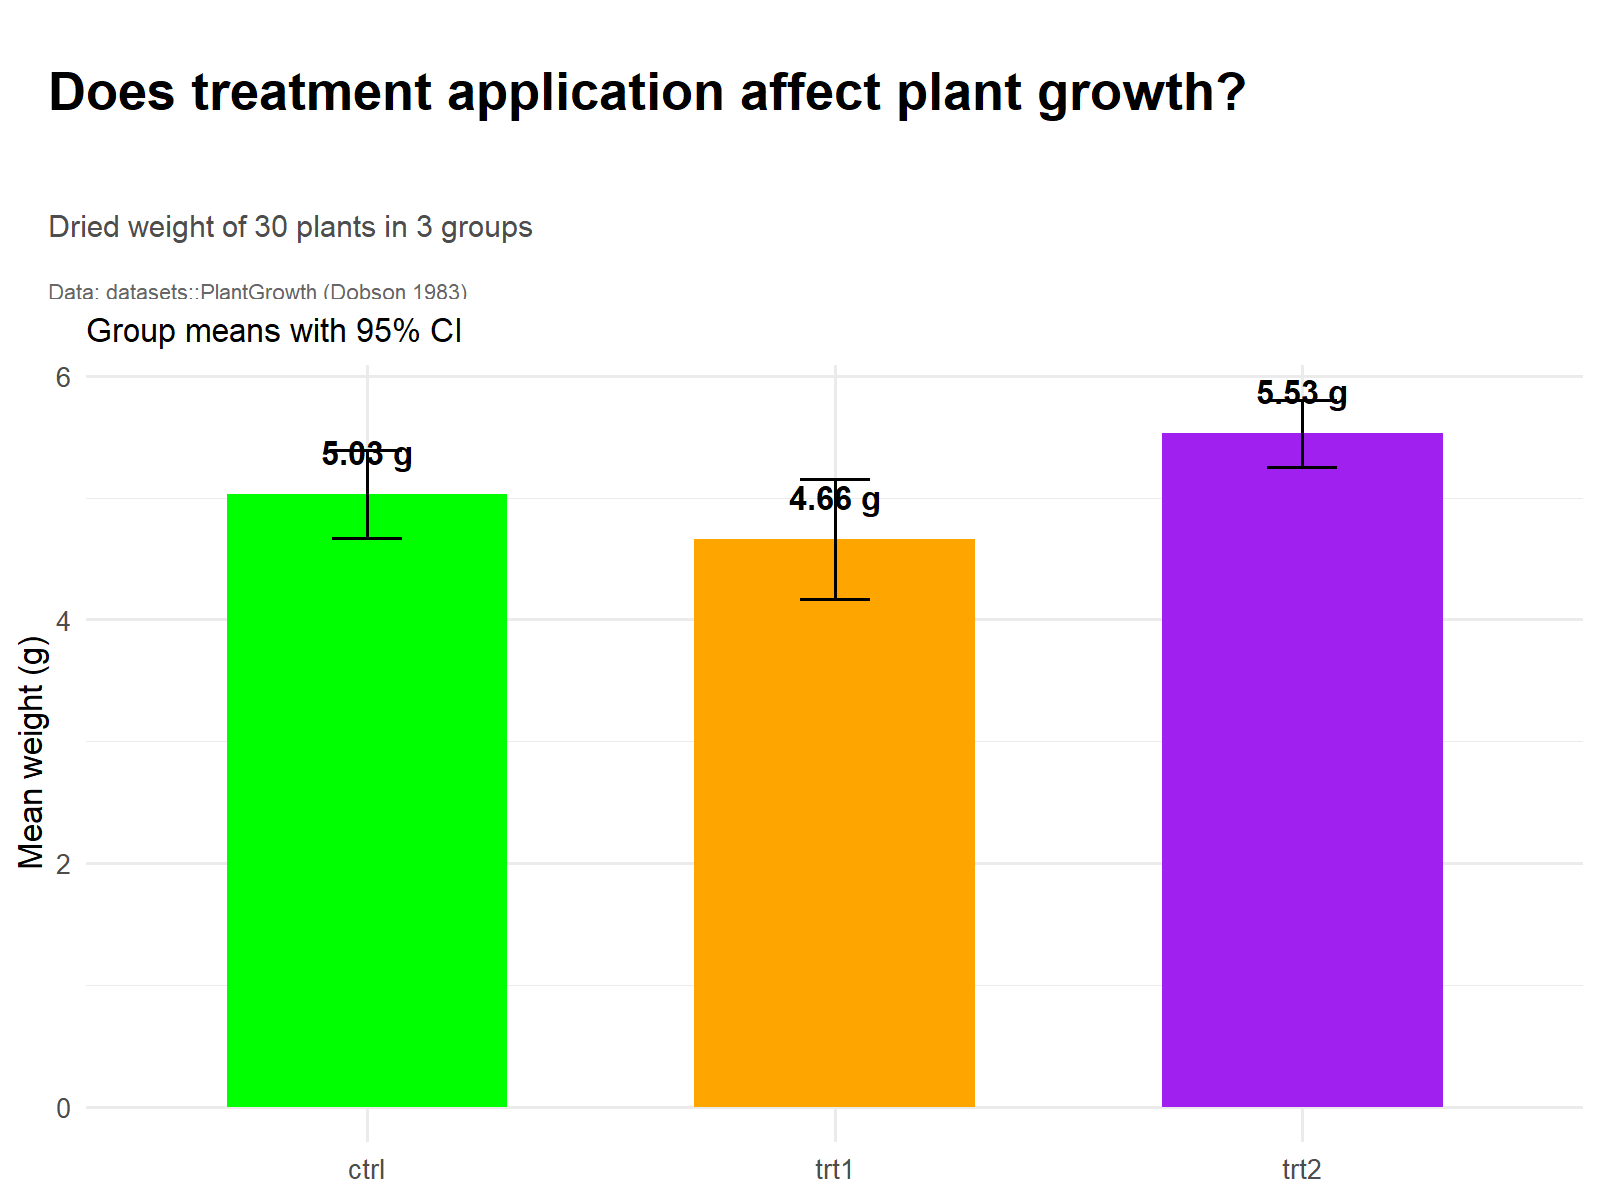 Does treatment application affect plant growth?
Dried weight of 30 plants in 3 groups
Data: datasets::PlantGrowth (Dobson 1983)
Group means with 95% CI
6
4
2
0
Mean weight (g)
5.03 g
4.66 g
5.53 g
ctrl
trt1
trt2